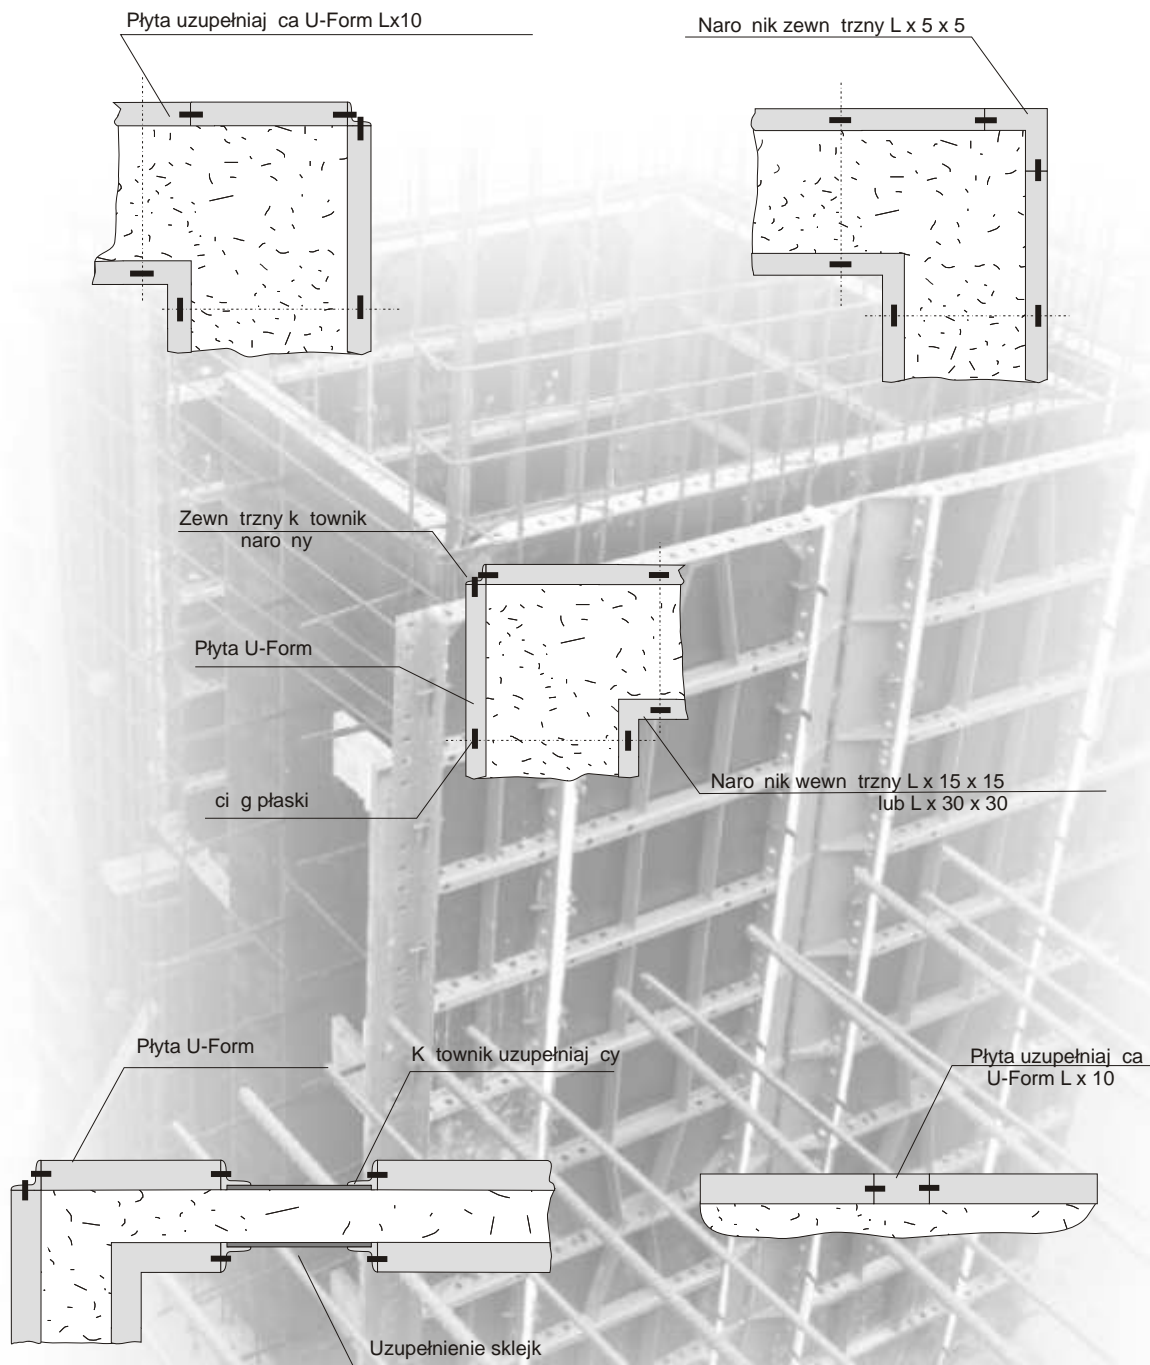 Płyta uzupełniaj ca U-Form Lx10
Naro nik zewn trzny L x 5 x 5
Zewn trzny k townik
naro ny
Płyta U-Form
ci g płaski
Naro nik wewn trzny L x 15 x 15
lub L x 30 x 30
Płyta U-Form
K townik uzupełniaj cy
Płyta uzupełniaj ca
U-Form L x 10
Uzupełnienie sklejk